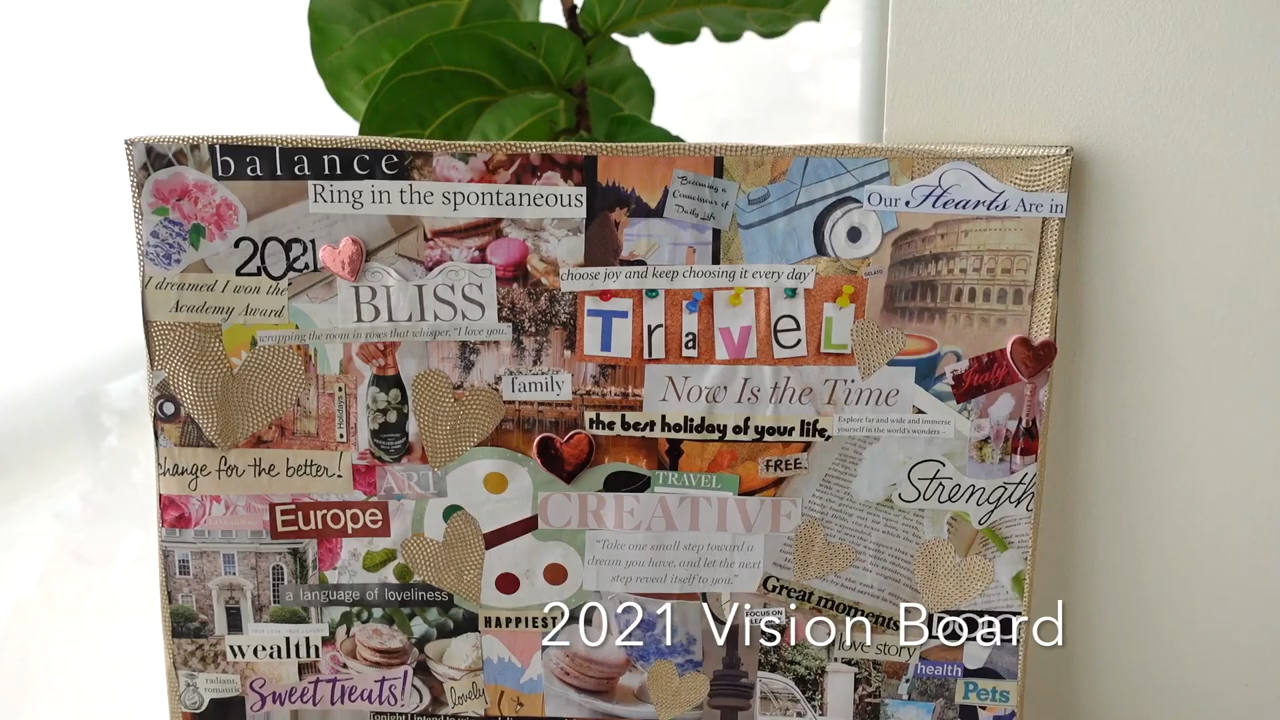 balance
Ring in the spontaneous
Becoming a
Connoisseur of
Daily Life
Our Hearts Are in
2021
I dreamed I won the
Academy Award
choose joy and keep choosing it every day'
GELATO
BLISS
wrapping the room in roses that whisper, "I love you."
Travel
family
Now Is the Time
Holidays
the best holiday of your life,
Explore far and wide and immerse
yourself in the world's wonders –
change for the better!
FREE.
ART
TRAVEL
Strength
Europe
CREATIVE
"Take one small step toward a
dream you have, and let the next
step reveal itself to you."
a language of loveliness
Great moments
HAPPIEST
2021 Vision Board
FOCUS ON
love story
wealth
health
radiant,
romantic
Sweet treats!
lovely
Pets